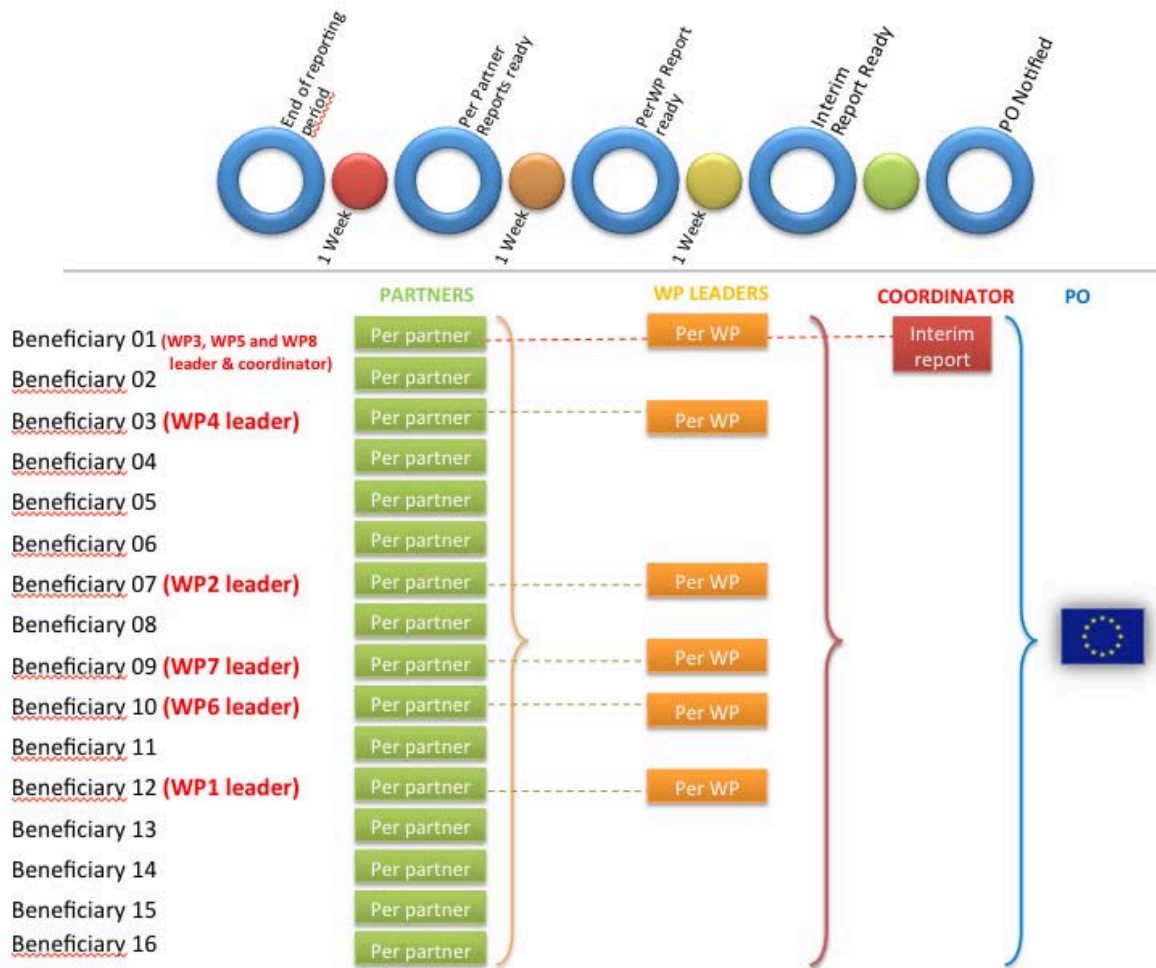 End of reporting
period
Per Partner
Reports ready
PerWP Report
ready
Interim
Report Ready
PO Notified
1 Week
1 Week
1 Week
PARTNERS
WP LEADERS
COORDINATOR
PO
Beneficiary 01 (WP3, WP5 and WP8
leader & coordinator)
Per partner
Per WP
Interim
report
Beneficiary 02
Per partner
Beneficiary 03 (WP4 leader)
Per partner
Per WP
Beneficiary 04
Per partner
Beneficiary 05
Per partner
Beneficiary 06
Per partner
Beneficiary 07 (WP2 leader)
Per partner
Per WP
Beneficiary 08
Per partner
Beneficiary 09 (WP7 leader)
Per partner
Per WP
Beneficiary 10 (WP6 leader)
Per partner
Per WP
Beneficiary 11
Per partner
Beneficiary 12 (WP1 leader)
Per partner
Per WP
Beneficiary 13
Per partner
Beneficiary 14
Per partner
Beneficiary 15
Per partner
Beneficiary 16
Per partner